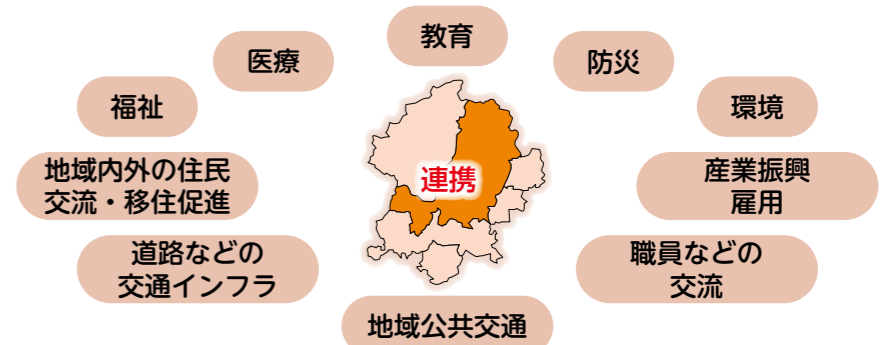 教育
医療
防災
福祉
環境
連携
地域内外の住民
交流・移住促進
産業振興
雇用
道路などの
交通インフラ
職員などの
交流
地域公共交通